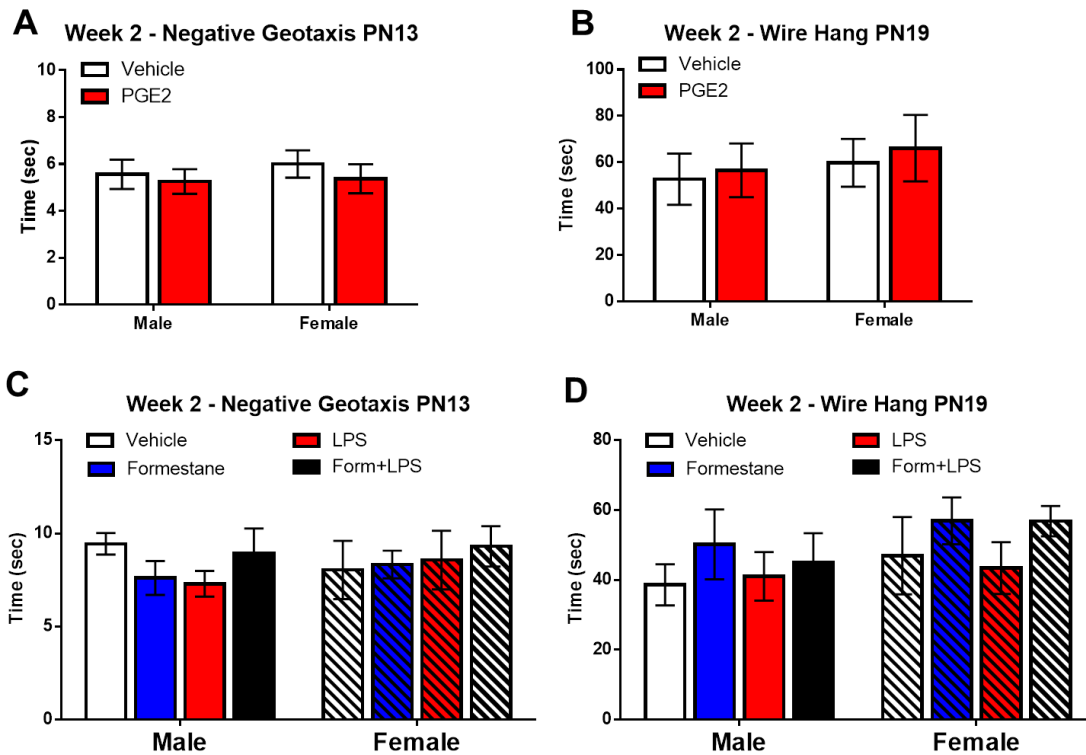 A
Week 2 - Negative Geotaxis PN13
Vehicle
PGE2
Time (sec)
10
8
6
4
2
0
Male
Female
B
Week 2 - Wire Hang PN19
Vehicle
PGE2
Time (sec)
100
80
60
40
20
0
Male
Female
C
Week 2 - Negative Geotaxis PN13
Vehicle
LPS
Formestane
Form+LPS
Time (sec)
15
10
5
0
Male
Female
D
Week 2 - Wire Hang PN19
Vehicle
LPS
Formestane
Form+LPS
Time (sec)
80
60
40
20
0
Male
Female